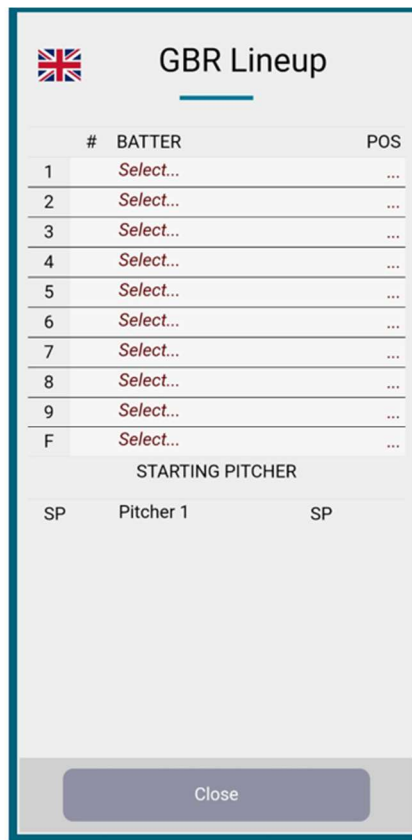 GBR Lineup
# BATTER POS
1 Select... ...
2 Select... ...
3 Select... ...
4 Select... ...
5 Select... ...
6 Select... ...
7 Select... ...
8 Select... ...
9 Select... ...
F Select... ...
STARTING PITCHER
SP Pitcher 1 SP
Close